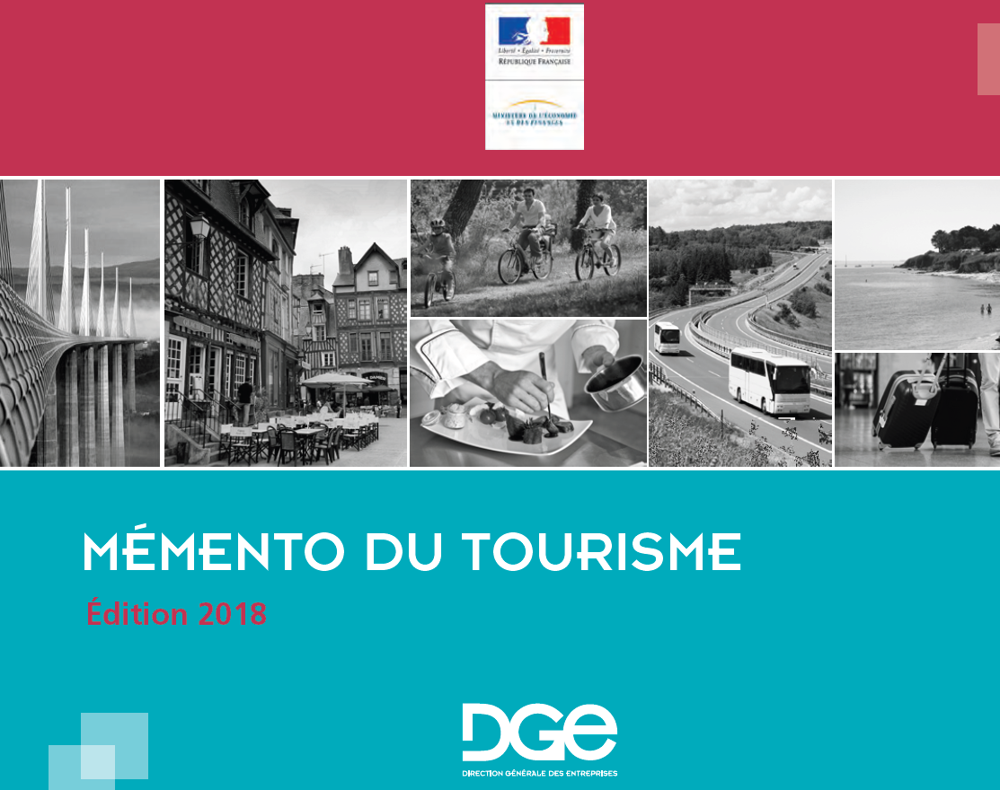 Liberté • Égalité • Fraternité
RÉPUBLIQUE FRANÇAISE
MINISTÈRE DE L'ÉCONOMIE
ET DES FINANCES
MÉMENTO DU TOURISME
Édition 2018
DGE
DIRECTION GÉNÉRALE DES ENTREPRISES